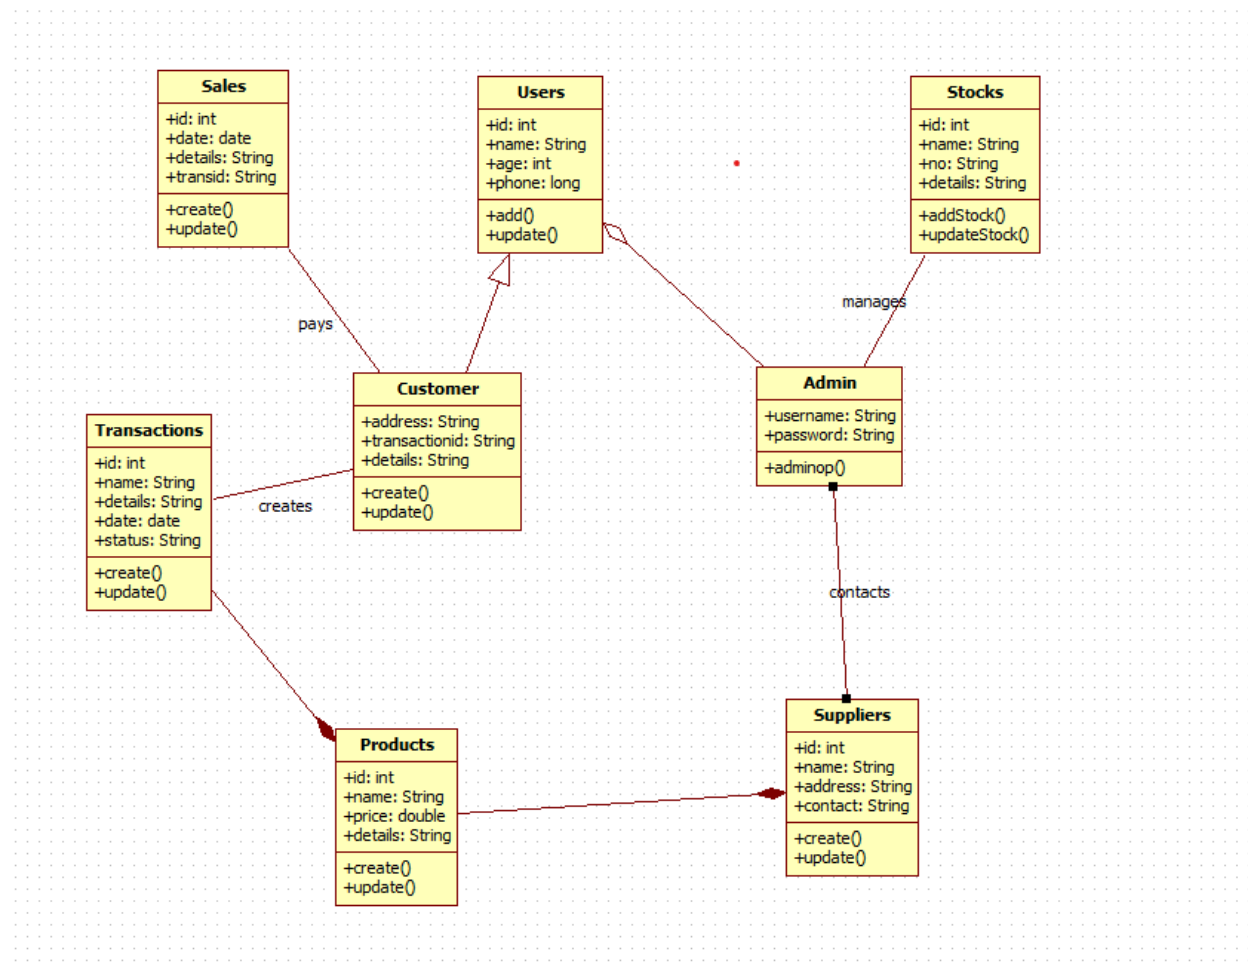 Sales
+id: int
+date: date
+details: String
+transid: String
+create()
+update()
Users
+id: int
+name: String
+age: int
+phone: long
+add()
+update()
Stocks
+id: int
+name: String
+no: String
+details: String
+addStock()
+updateStock()
pays
manages
Customer
+address: String
+transactionid: String
+details: String
+create()
+update()
Admin
+username: String
+password: String
+adminop()
Transactions
+id: int
+name: String
+details: String
+date: date
+status: String
+create()
+update()
creates
contacts
Products
+id: int
+name: String
+price: double
+details: String
+create()
+update()
Suppliers
+id: int
+name: String
+address: String
+contact: String
+create()
+update()